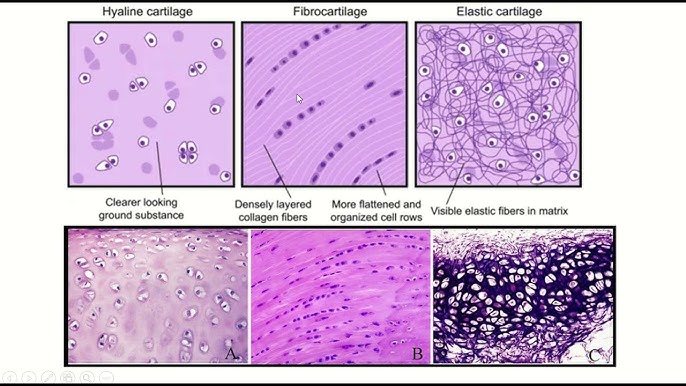 Hyaline cartilage
Fibrocartilage
Elastic cartilage
Clearer looking
ground substance
Densely layered
collagen fibers
More flattened and
organized cell rows
Visible elastic fibers in matrix
A
B
C